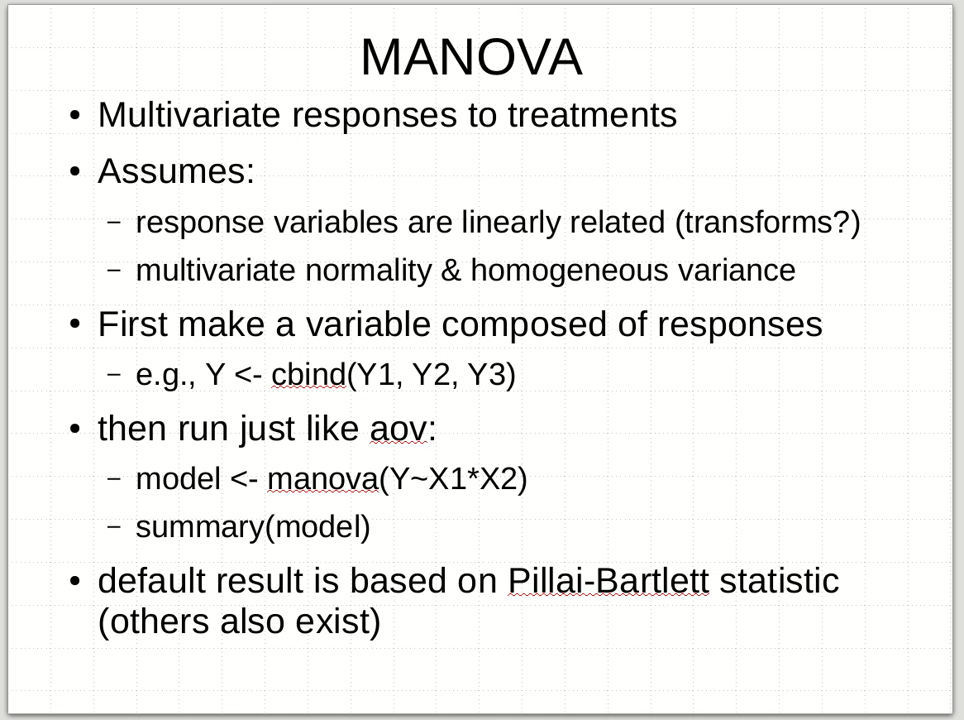 MANOVA
• Multivariate responses to treatments
• Assumes:
– response variables are linearly related (transforms?)
– multivariate normality & homogeneous variance
• First make a variable composed of responses
– e.g., Y <- cbind(Y1, Y2, Y3)
• then run just like aov:
– model <- manova(Y~X1*X2)
– summary(model)
• default result is based on Pillai-Bartlett statistic
(others also exist)